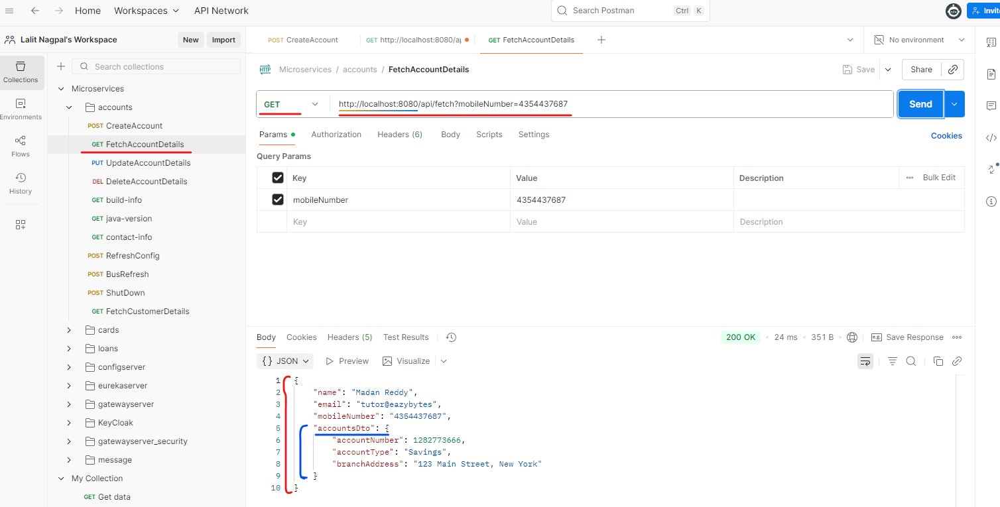 Home Workspaces API Network Search Postman Ctrl K Invite
Lalit Nagpal's Workspace New Import
POST CreateAccount GET http://localhost:8080/a GET FetchAccountDetails No environment
Collections
Environments
Flows
History
Search collections
Microservices
accounts
POST CreateAccount
GET FetchAccountDetails
PUT UpdateAccountDetails
DEL DeleteAccountDetails
GET build-info
GET java-version
GET contact-info
POST RefreshConfig
POST BusRefresh
POST ShutDown
GET FetchCustomerDetails
cards
loans
configserver
eurekaserver
gatewayserver
KeyCloak
gatewayserver_security
message
My Collection
GET Get data
HTTP Microservices / accounts / FetchAccountDetails Save Share
GET http://localhost:8080/api/fetch?mobileNumber=4354437687 Send
Params Authorization Headers (6) Body Scripts Settings Cookies
Query Params
Key Value Description Bulk Edit
mobileNumber 4354437687
Key Value Description
Body Cookies Headers (5) Test Results 200 OK 24 ms 351 B e.g. Save Response
{} JSON Preview Visualize
1 {
2 "name": "Madan Reddy",
3 "email": "tutor@eazybytes",
4 "mobileNumber": "4354437687",
5 "accountsDto": {
6 "accountNumber": 1282773666,
7 "accountType": "Savings",
8 "branchAddress": "123 Main Street, New York"
9 }
10 }